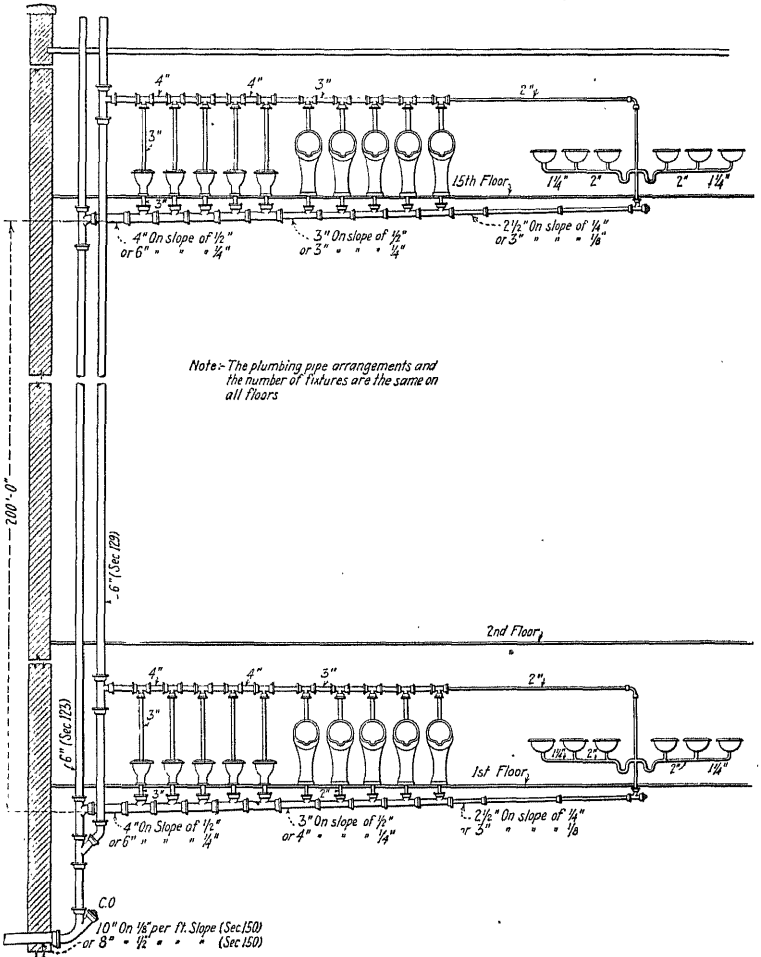 4" 4" 3" 2"
3"
1¼" 2" 2" 1¼"
15th Floor
3"
4" On slope of ½"
or 6" " " " ¼"
3" On slope of ½"
or 3" " " " ¼"
2½" On slope of ¼"
or 3" " " " ⅛"
Note:- The plumbing pipe arrangements and
the number of fixtures are the same on
all floors
200'-0"
6" (Sec 129)
2nd Floor
4" 4" 3" 2"
3"
6" (Sec 123)
1¼" 2" 2" 1¼"
1st Floor
3" 2"
4" On Slope of ½"
or 6" " " " ¼"
3" On slope of ½"
or 4" " " " ¼"
2½" On slope of ¼"
or 3" " " " ⅛
C.O
10" On ⅛" per ft. Slope (Sec 150)
or 8" " ½" " " " (Sec 150)